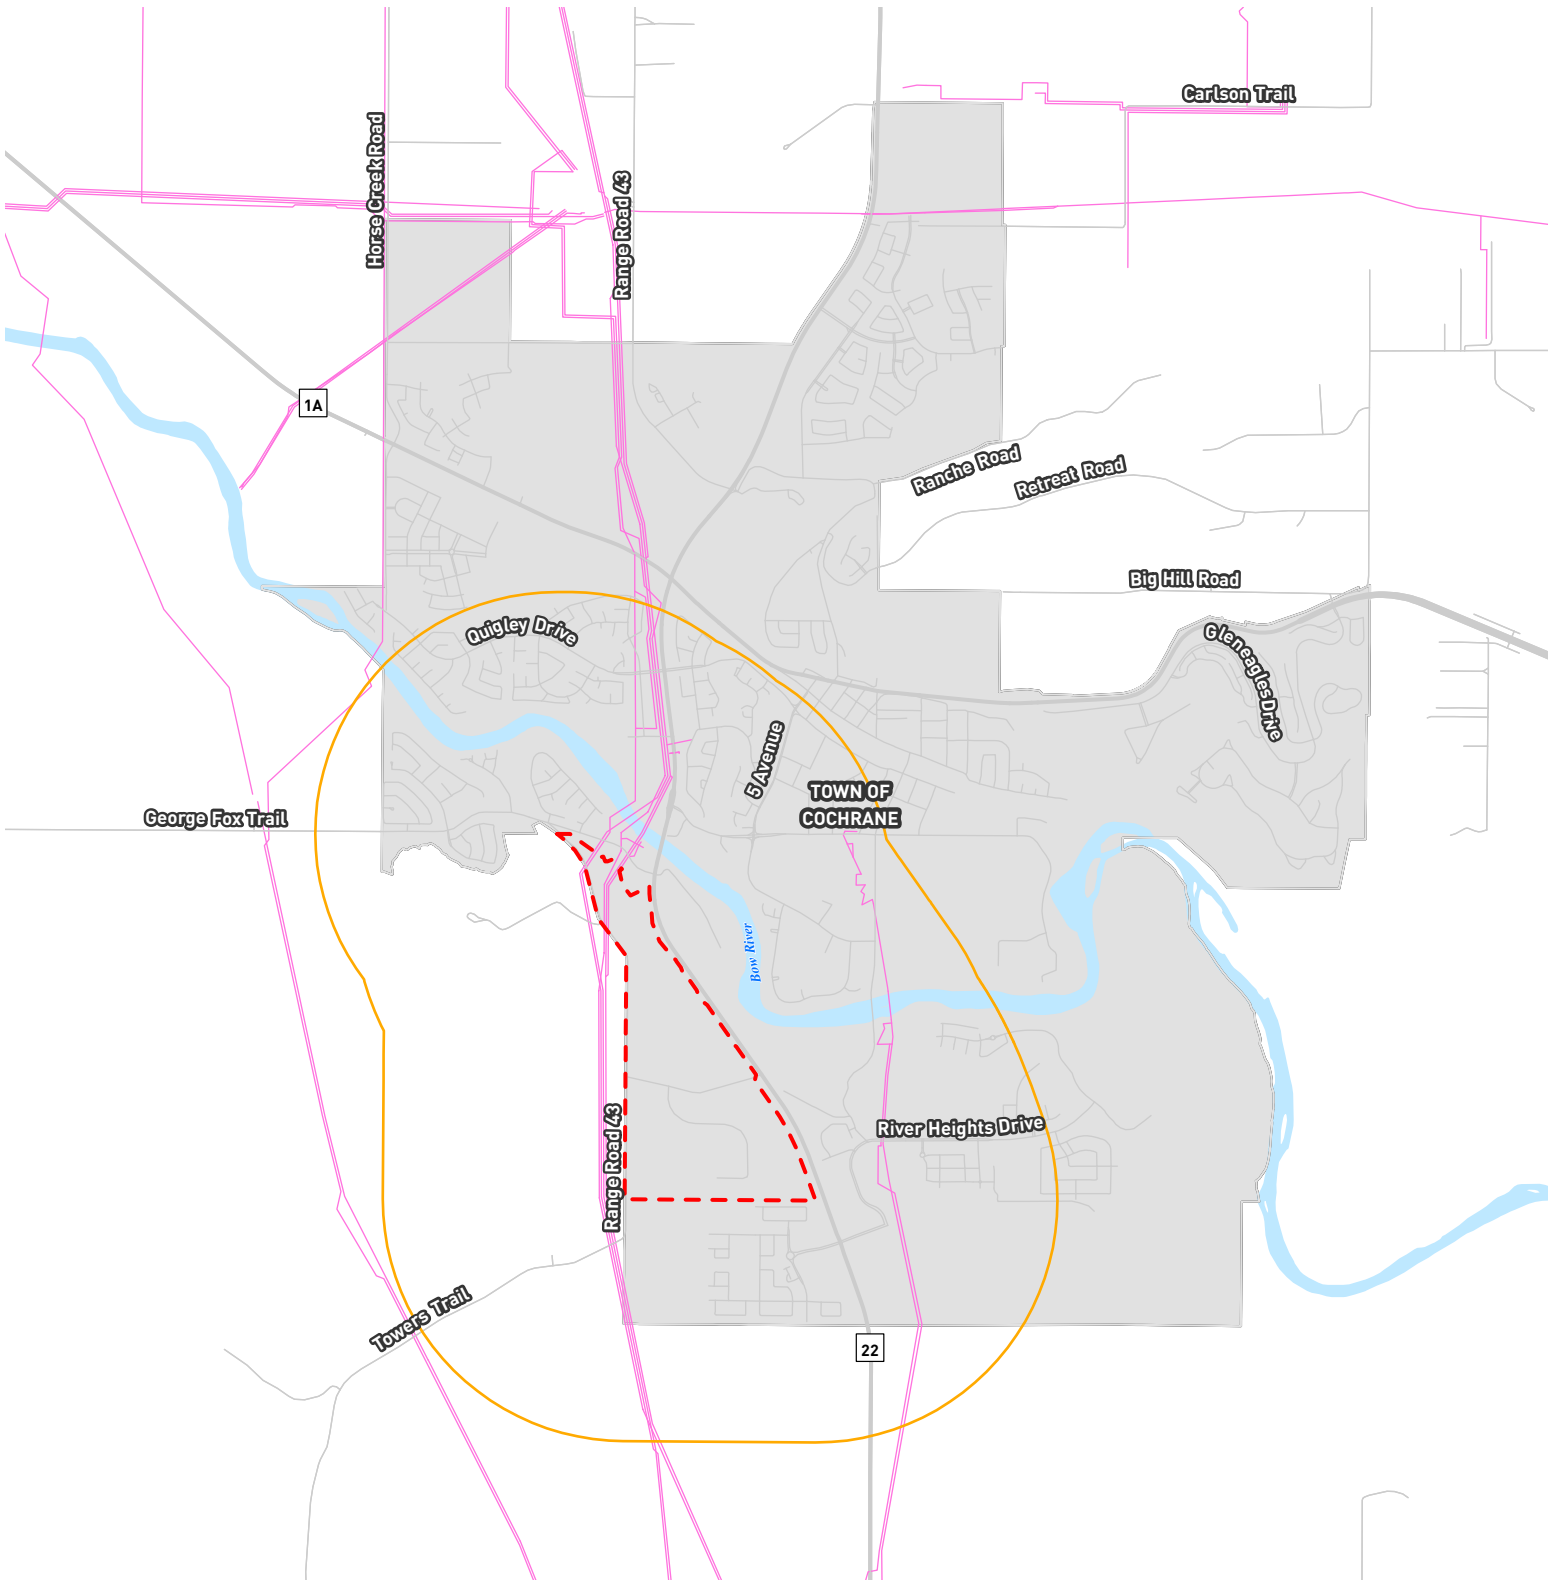 Carlson Trail
Horse Creek Road
Range Road 43
1A
Ranche Road
Retreat Road
Big Hill Road
Quigley Drive
Gleneagles Drive
5 Avenue
TOWN OF
COCHRANE
George Fox Trail
Bow River
River Heights Drive
Range Road 43
Towers Trail
22